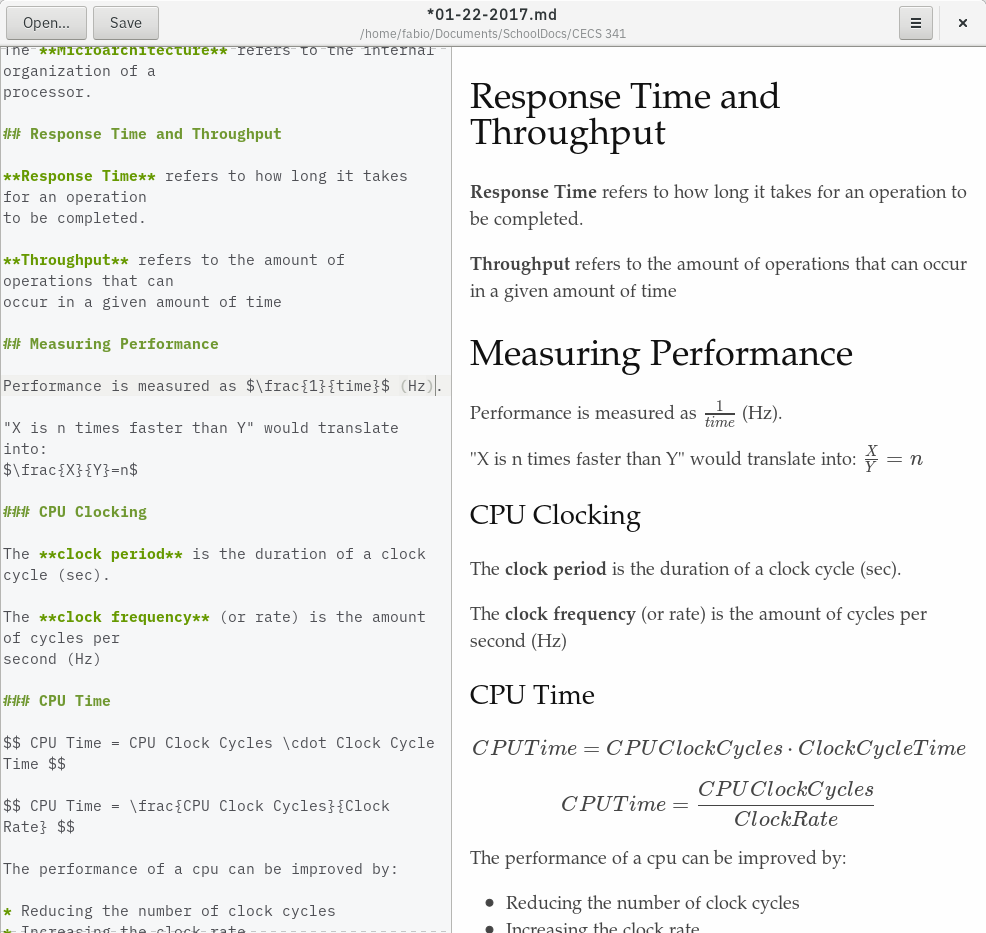 Open...
Save
*01-22-2017.md
/home/fabio/Documents/SchoolDocs/CECS 341
The **Microarchitecture** refers to the internal
organization of a
processor.
## Response Time and Throughput
**Response Time** refers to how long it takes
for an operation
to be completed.
**Throughput** refers to the amount of
operations that can
occur in a given amount of time
## Measuring Performance
Performance is measured as $\frac{1}{time}$ (Hz).
"X is n times faster than Y" would translate
into:
$\frac{X}{Y}=n$
### CPU Clocking
The **clock period** is the duration of a clock
cycle (sec).
The **clock frequency** (or rate) is the amount
of cycles per
second (Hz)
### CPU Time
$$ CPU Time = CPU Clock Cycles \cdot Clock Cycle
Time $$
$$ CPU Time = \frac{CPU Clock Cycles}{Clock
Rate} $$
The performance of a cpu can be improved by:
* Reducing the number of clock cycles
* Increasing the clock rate
Response Time and
Throughput
Response Time refers to how long it takes for an operation to
be completed.
Throughput refers to the amount of operations that can occur
in a given amount of time
Measuring Performance
Performance is measured as 1/time (Hz).
"X is n times faster than Y" would translate into: X/Y = n
CPU Clocking
The clock period is the duration of a clock cycle (sec).
The clock frequency (or rate) is the amount of cycles per
second (Hz)
CPU Time
CPUTime = CPUClockCycles · ClockCycleTime
CPUTime = CPUClockCycles/ClockRate
The performance of a cpu can be improved by:
● Reducing the number of clock cycles
● Increasing the clock rate